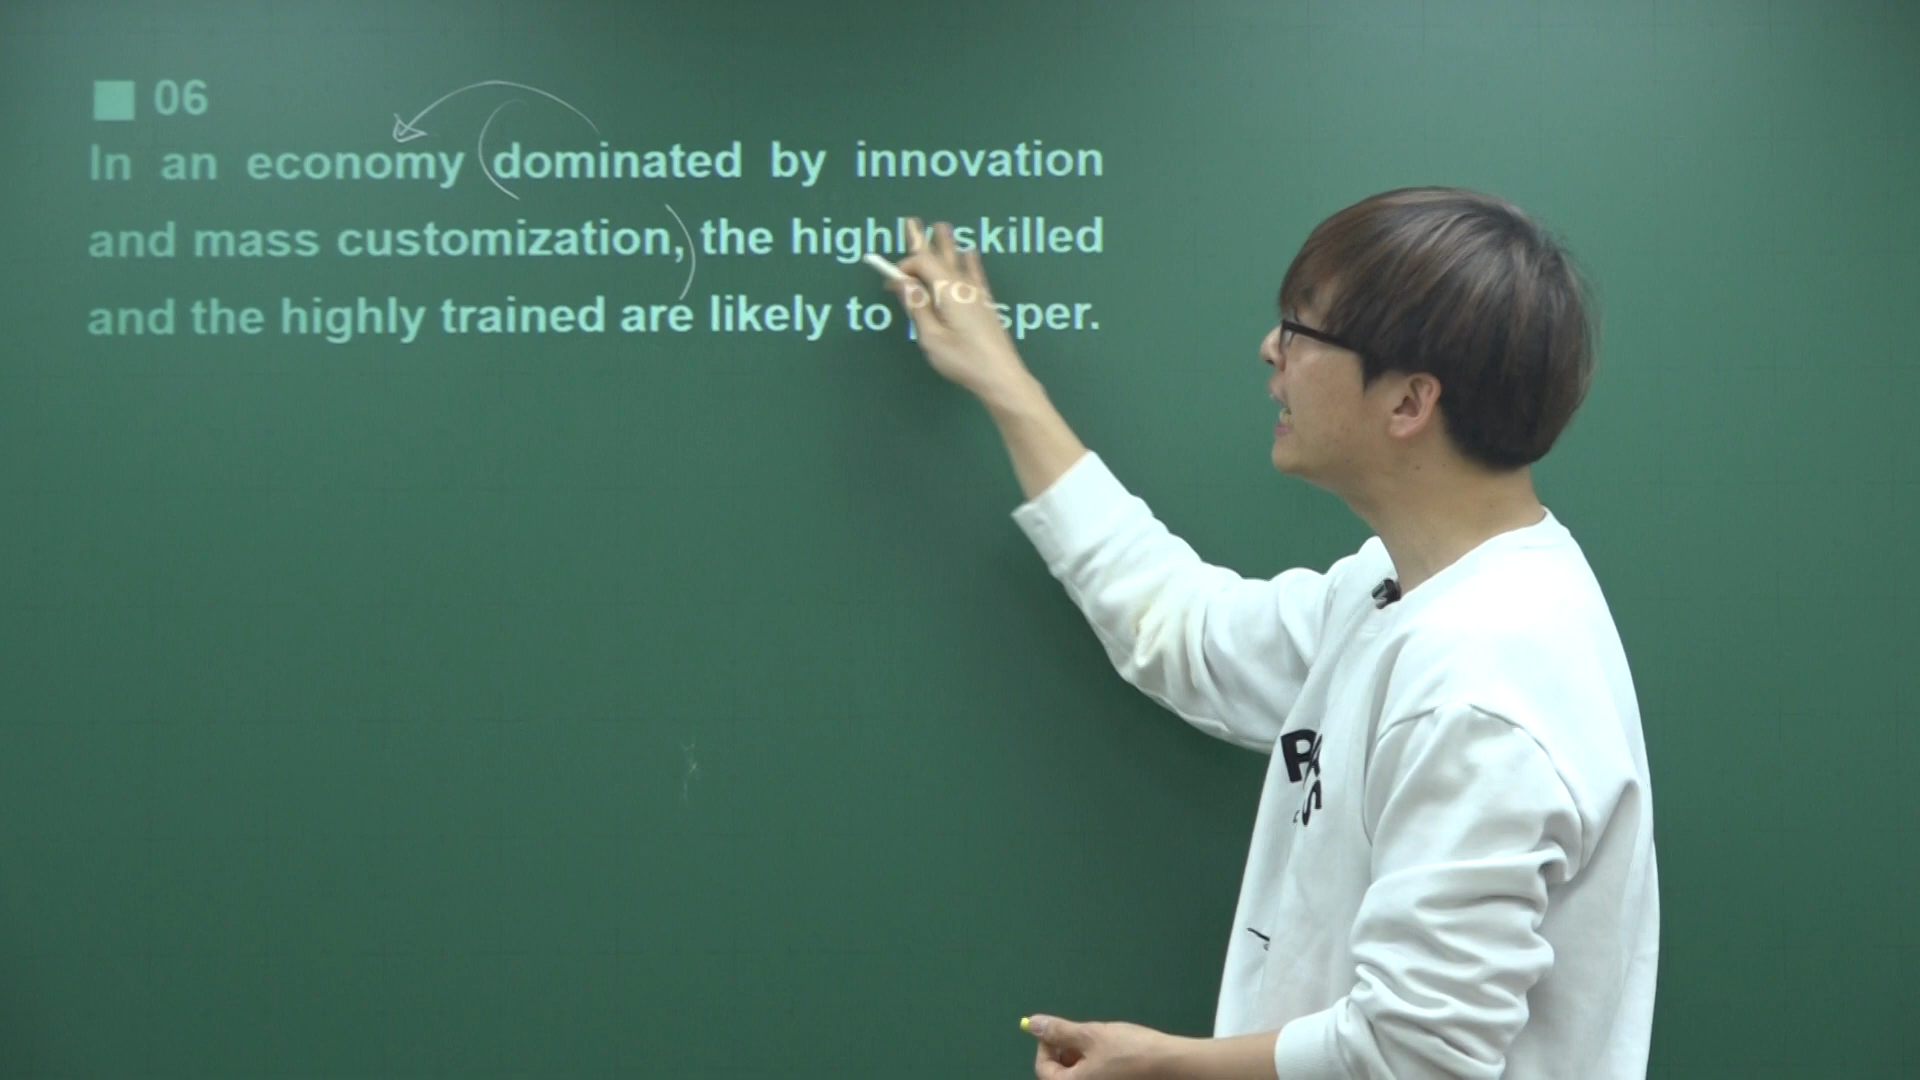 06
In an economy dominated by innovation
and mass customization, the highly skilled
and the highly trained are likely to prosper.